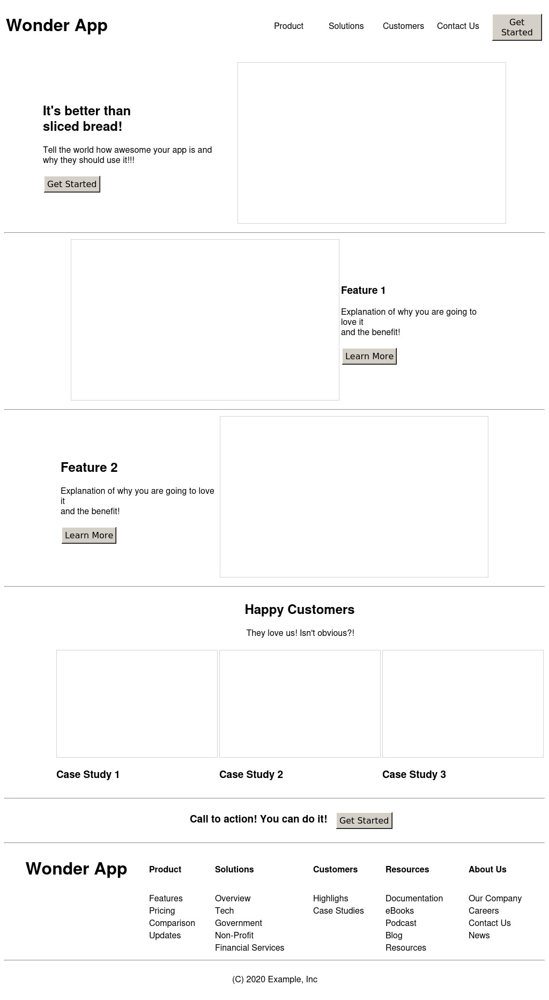 Wonder App
Product
Solutions
Customers
Contact Us
Get
Started
It's better than
sliced bread!
Tell the world how awesome your app is and
why they should use it!!!
Get Started
Feature 1
Explanation of why you are going to
love it
and the benefit!
Learn More
Feature 2
Explanation of why you are going to love
it
and the benefit!
Learn More
Happy Customers
They love us! Isn't obvious?!
Case Study 1
Case Study 2
Case Study 3
Call to action! You can do it!
Get Started
Wonder App
Product
Features
Pricing
Comparison
Updates
Solutions
Overview
Tech
Government
Non-Profit
Financial Services
Customers
Highlighs
Case Studies
Resources
Documentation
eBooks
Podcast
Blog
Resources
About Us
Our Company
Careers
Contact Us
News
(C) 2020 Example, Inc